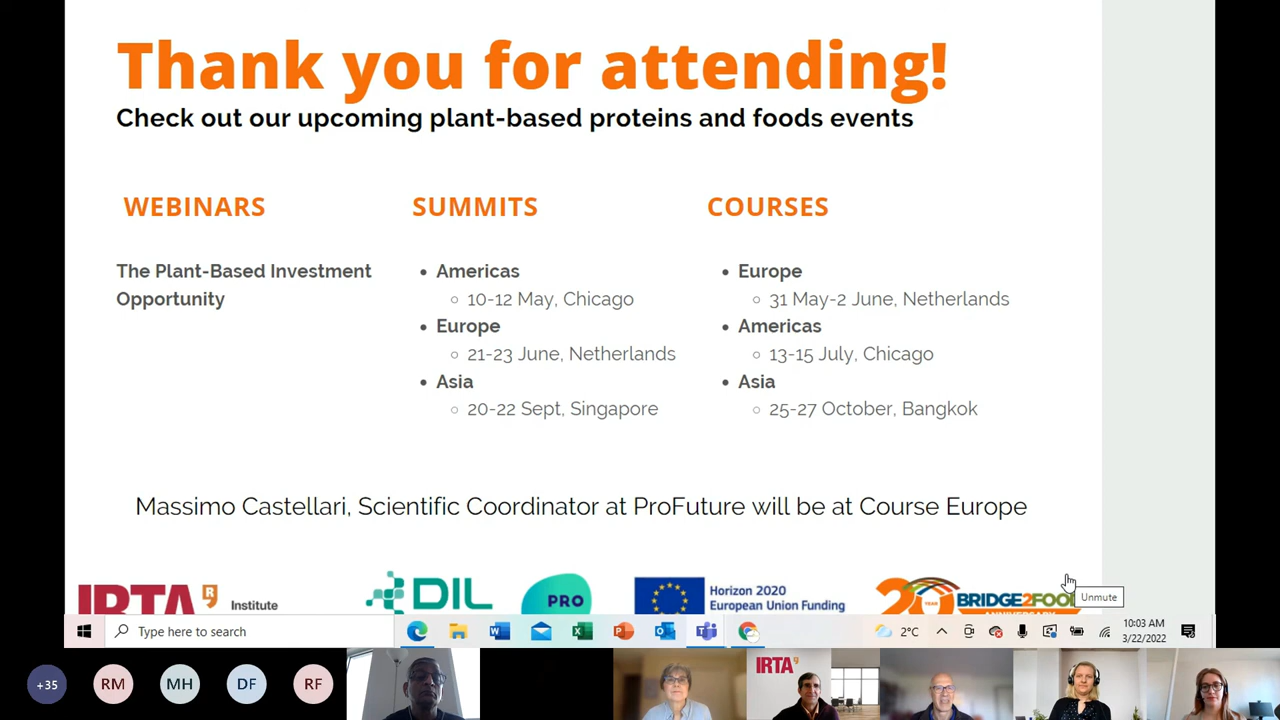 Thank you for attending!
Check out our upcoming plant-based proteins and foods events
WEBINARS
The Plant-Based Investment
Opportunity
SUMMITS
Americas
10-12 May, Chicago
Europe
21-23 June, Netherlands
Asia
20-22 Sept, Singapore
COURSES
Europe
31 May-2 June, Netherlands
Americas
13-15 July, Chicago
Asia
25-27 October, Bangkok
Massimo Castellari, Scientific Coordinator at ProFuture will be at Course Europe
IRTA
Institute
DIL
PRO
Horizon 2020
European Union Funding
20 YEAR
BRIDGE2FOOD
ANNIVERSARY
Unmute
Type here to search
2°C
10:03 AM
3/22/2022
+35
RM
MH
DF
RF
IRTA